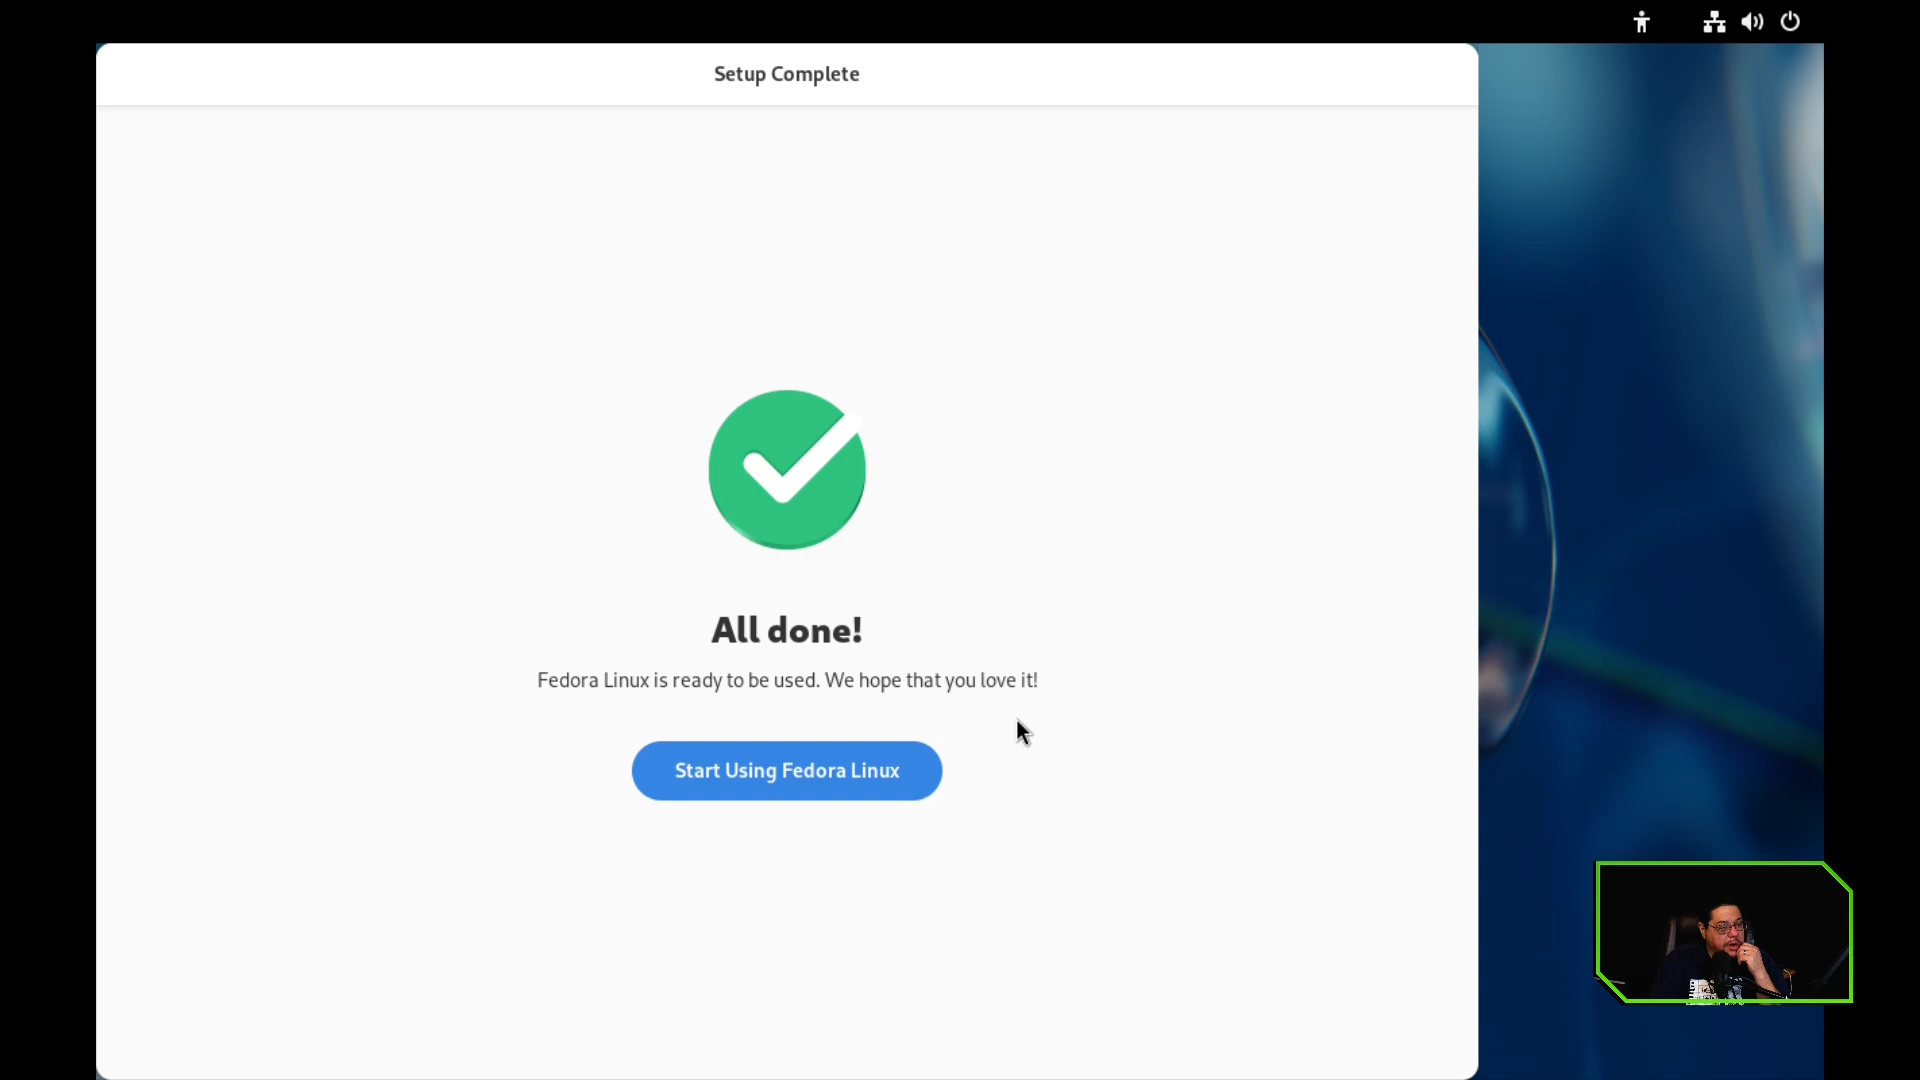 Setup Complete
All done!
Fedora Linux is ready to be used. We hope that you love it!
Start Using Fedora Linux